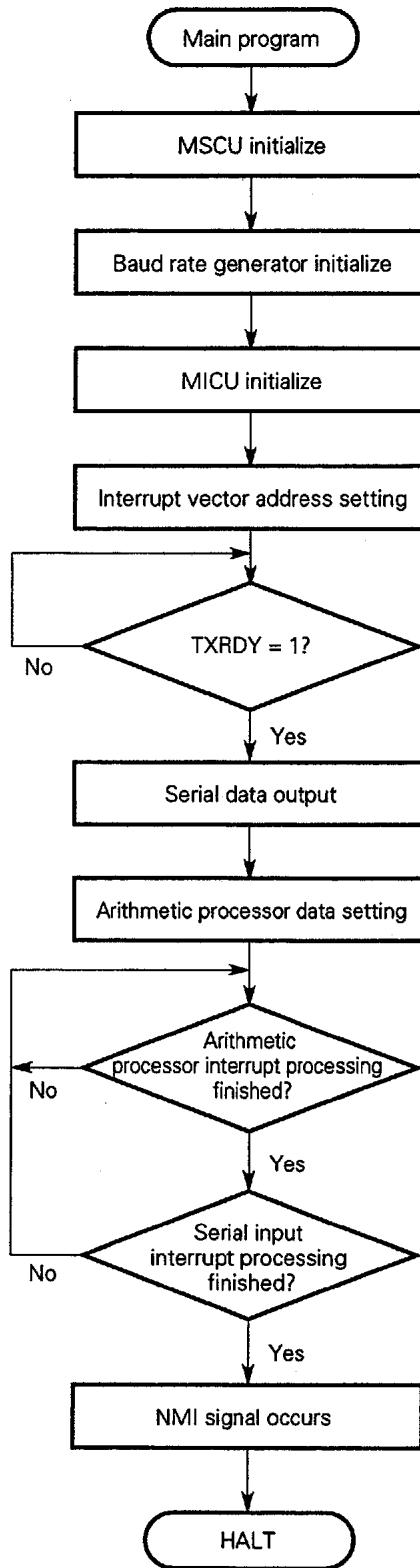 Main program
MSCU initialize
Baud rate generator initialize
MICU initialize
Interrupt vector address setting
TXRDY = 1?
No
Yes
Serial data output
Arithmetic processor data setting
Arithmetic
processor interrupt processing
finished?
No
Yes
Serial input
interrupt processing
finished?
No
Yes
NMI signal occurs
HALT